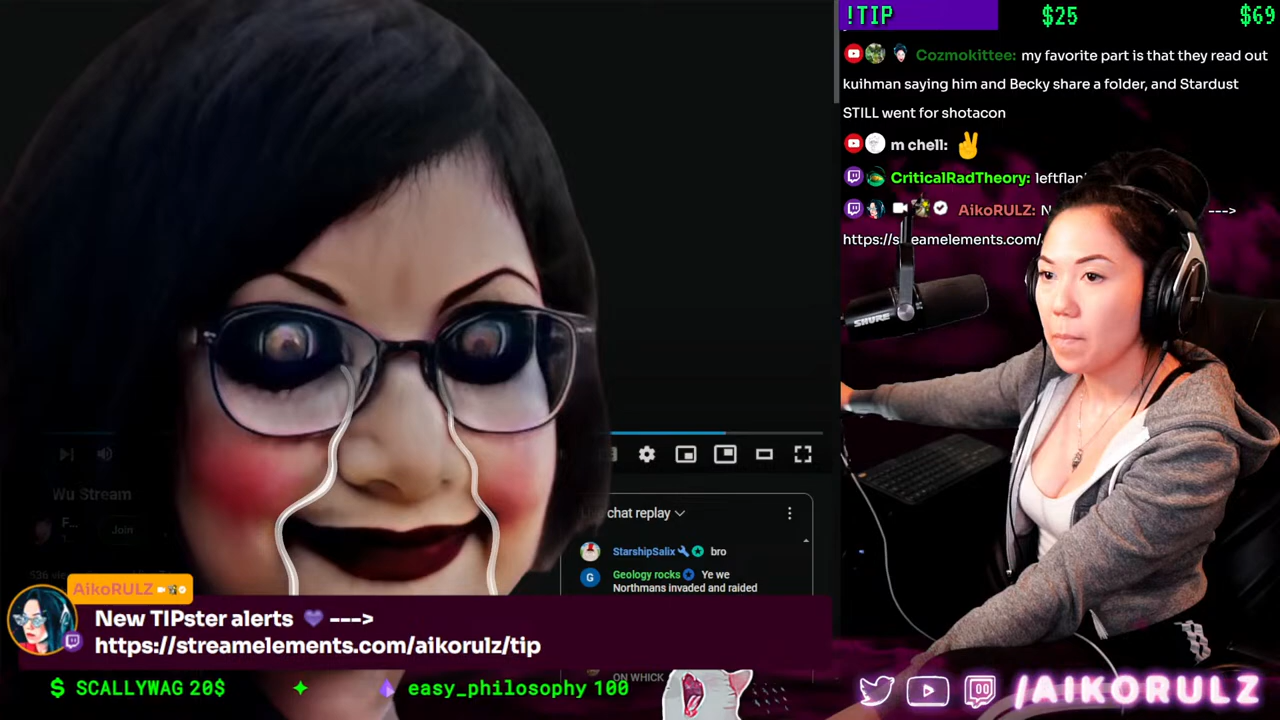 !TIP $25 $69
Cozmokittee: my favorite part is that they read out
kuihman saying him and Becky share a folder, and Stardust
STILL went for shotacon
m chell: ✌
CriticalRadTheory:
AikoRULZ: --->
SHURE
Wu Stream
F...
Join
chat replay
StarshipSalix bro
G Geology rocks Ye we
Northmans invaded and raided
AikoRULZ
New TIPster alerts 💜 --->
https://streamelements.com/aikorulz/tip
ON WHICK
$ SCALLYWAG 20$ easy_philosophy 100
/AIKORULZ